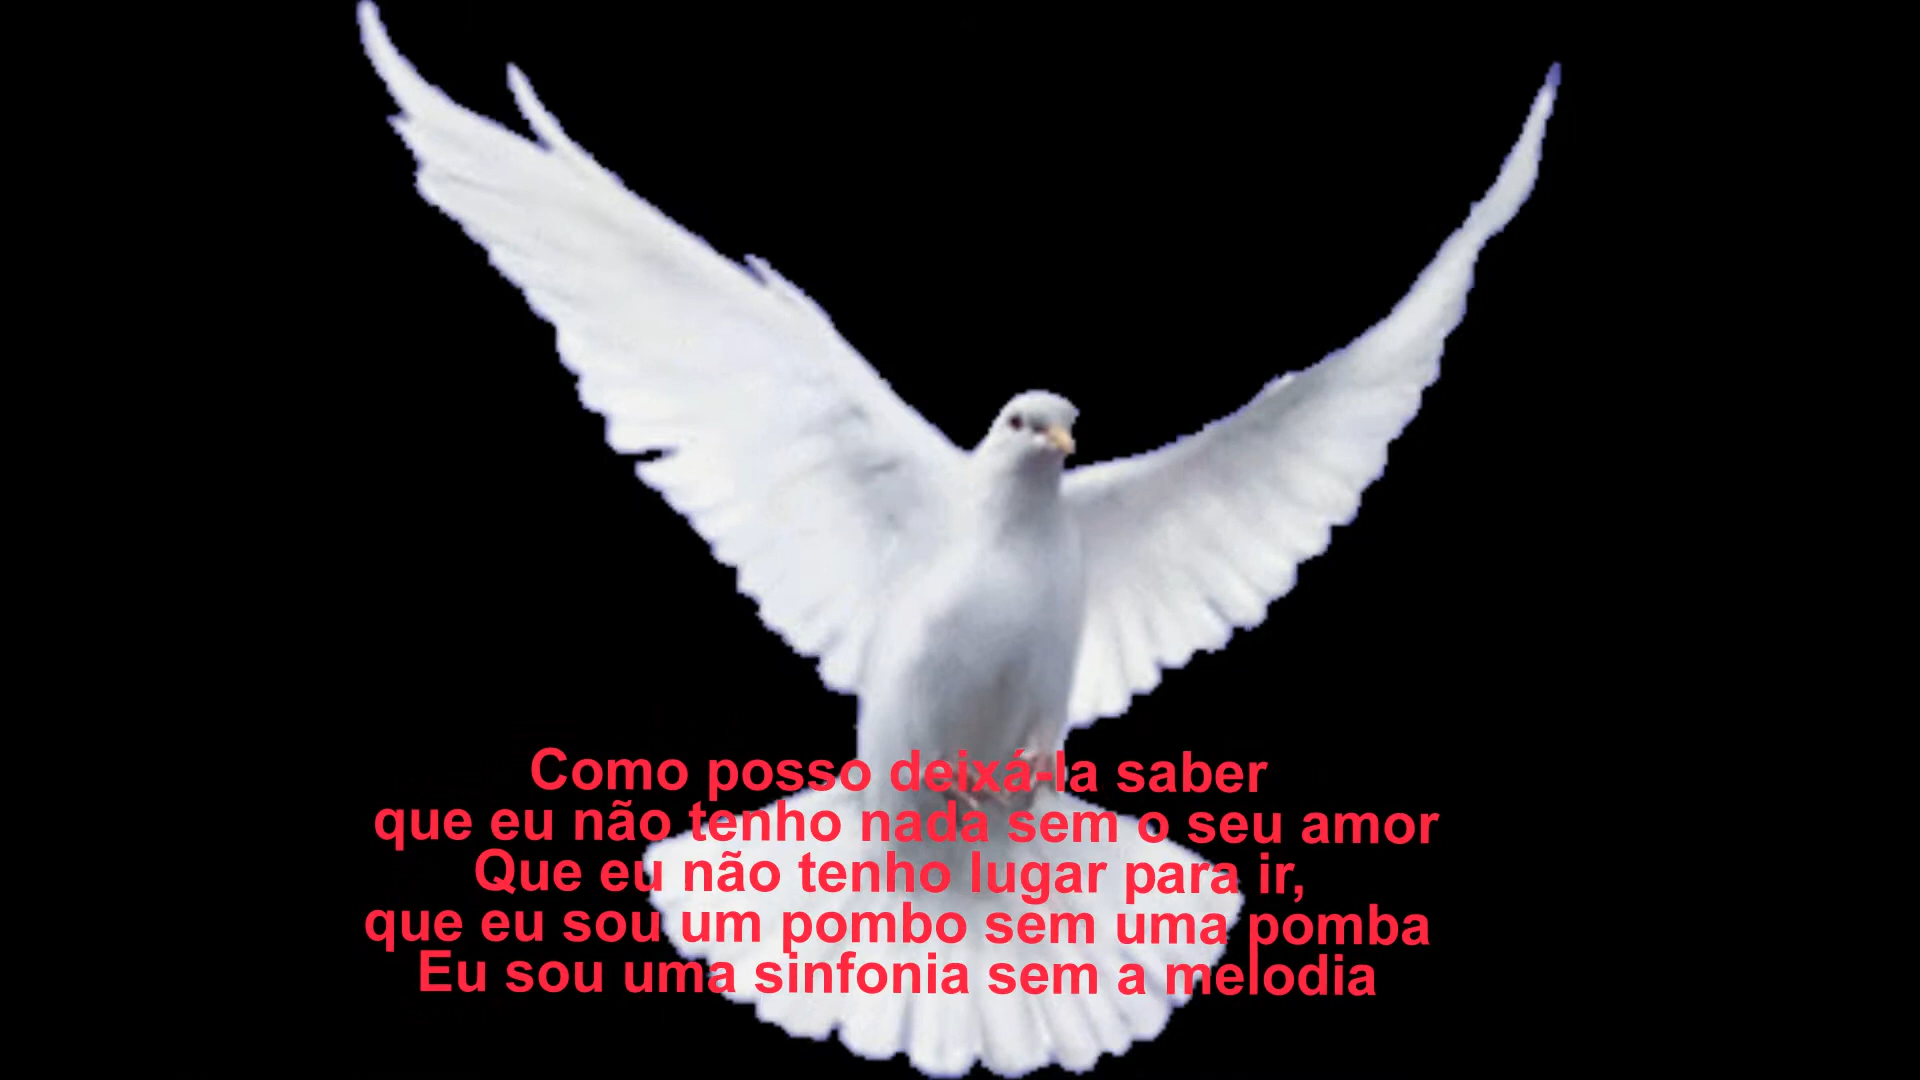 Como posso deixá-la saber
que eu não tenho nada sem o seu amor
Que eu não tenho lugar para ir,
que eu sou um pombo sem uma pomba
Eu sou uma sinfonia sem a melodia